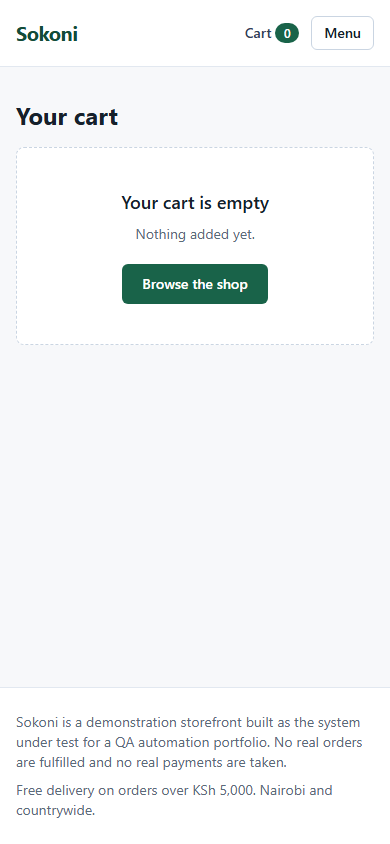 Sokoni
Cart 0
Menu
Your cart
Your cart is empty
Nothing added yet.
Browse the shop
Sokoni is a demonstration storefront built as the system
under test for a QA automation portfolio. No real orders
are fulfilled and no real payments are taken.
Free delivery on orders over KSh 5,000. Nairobi and
countrywide.